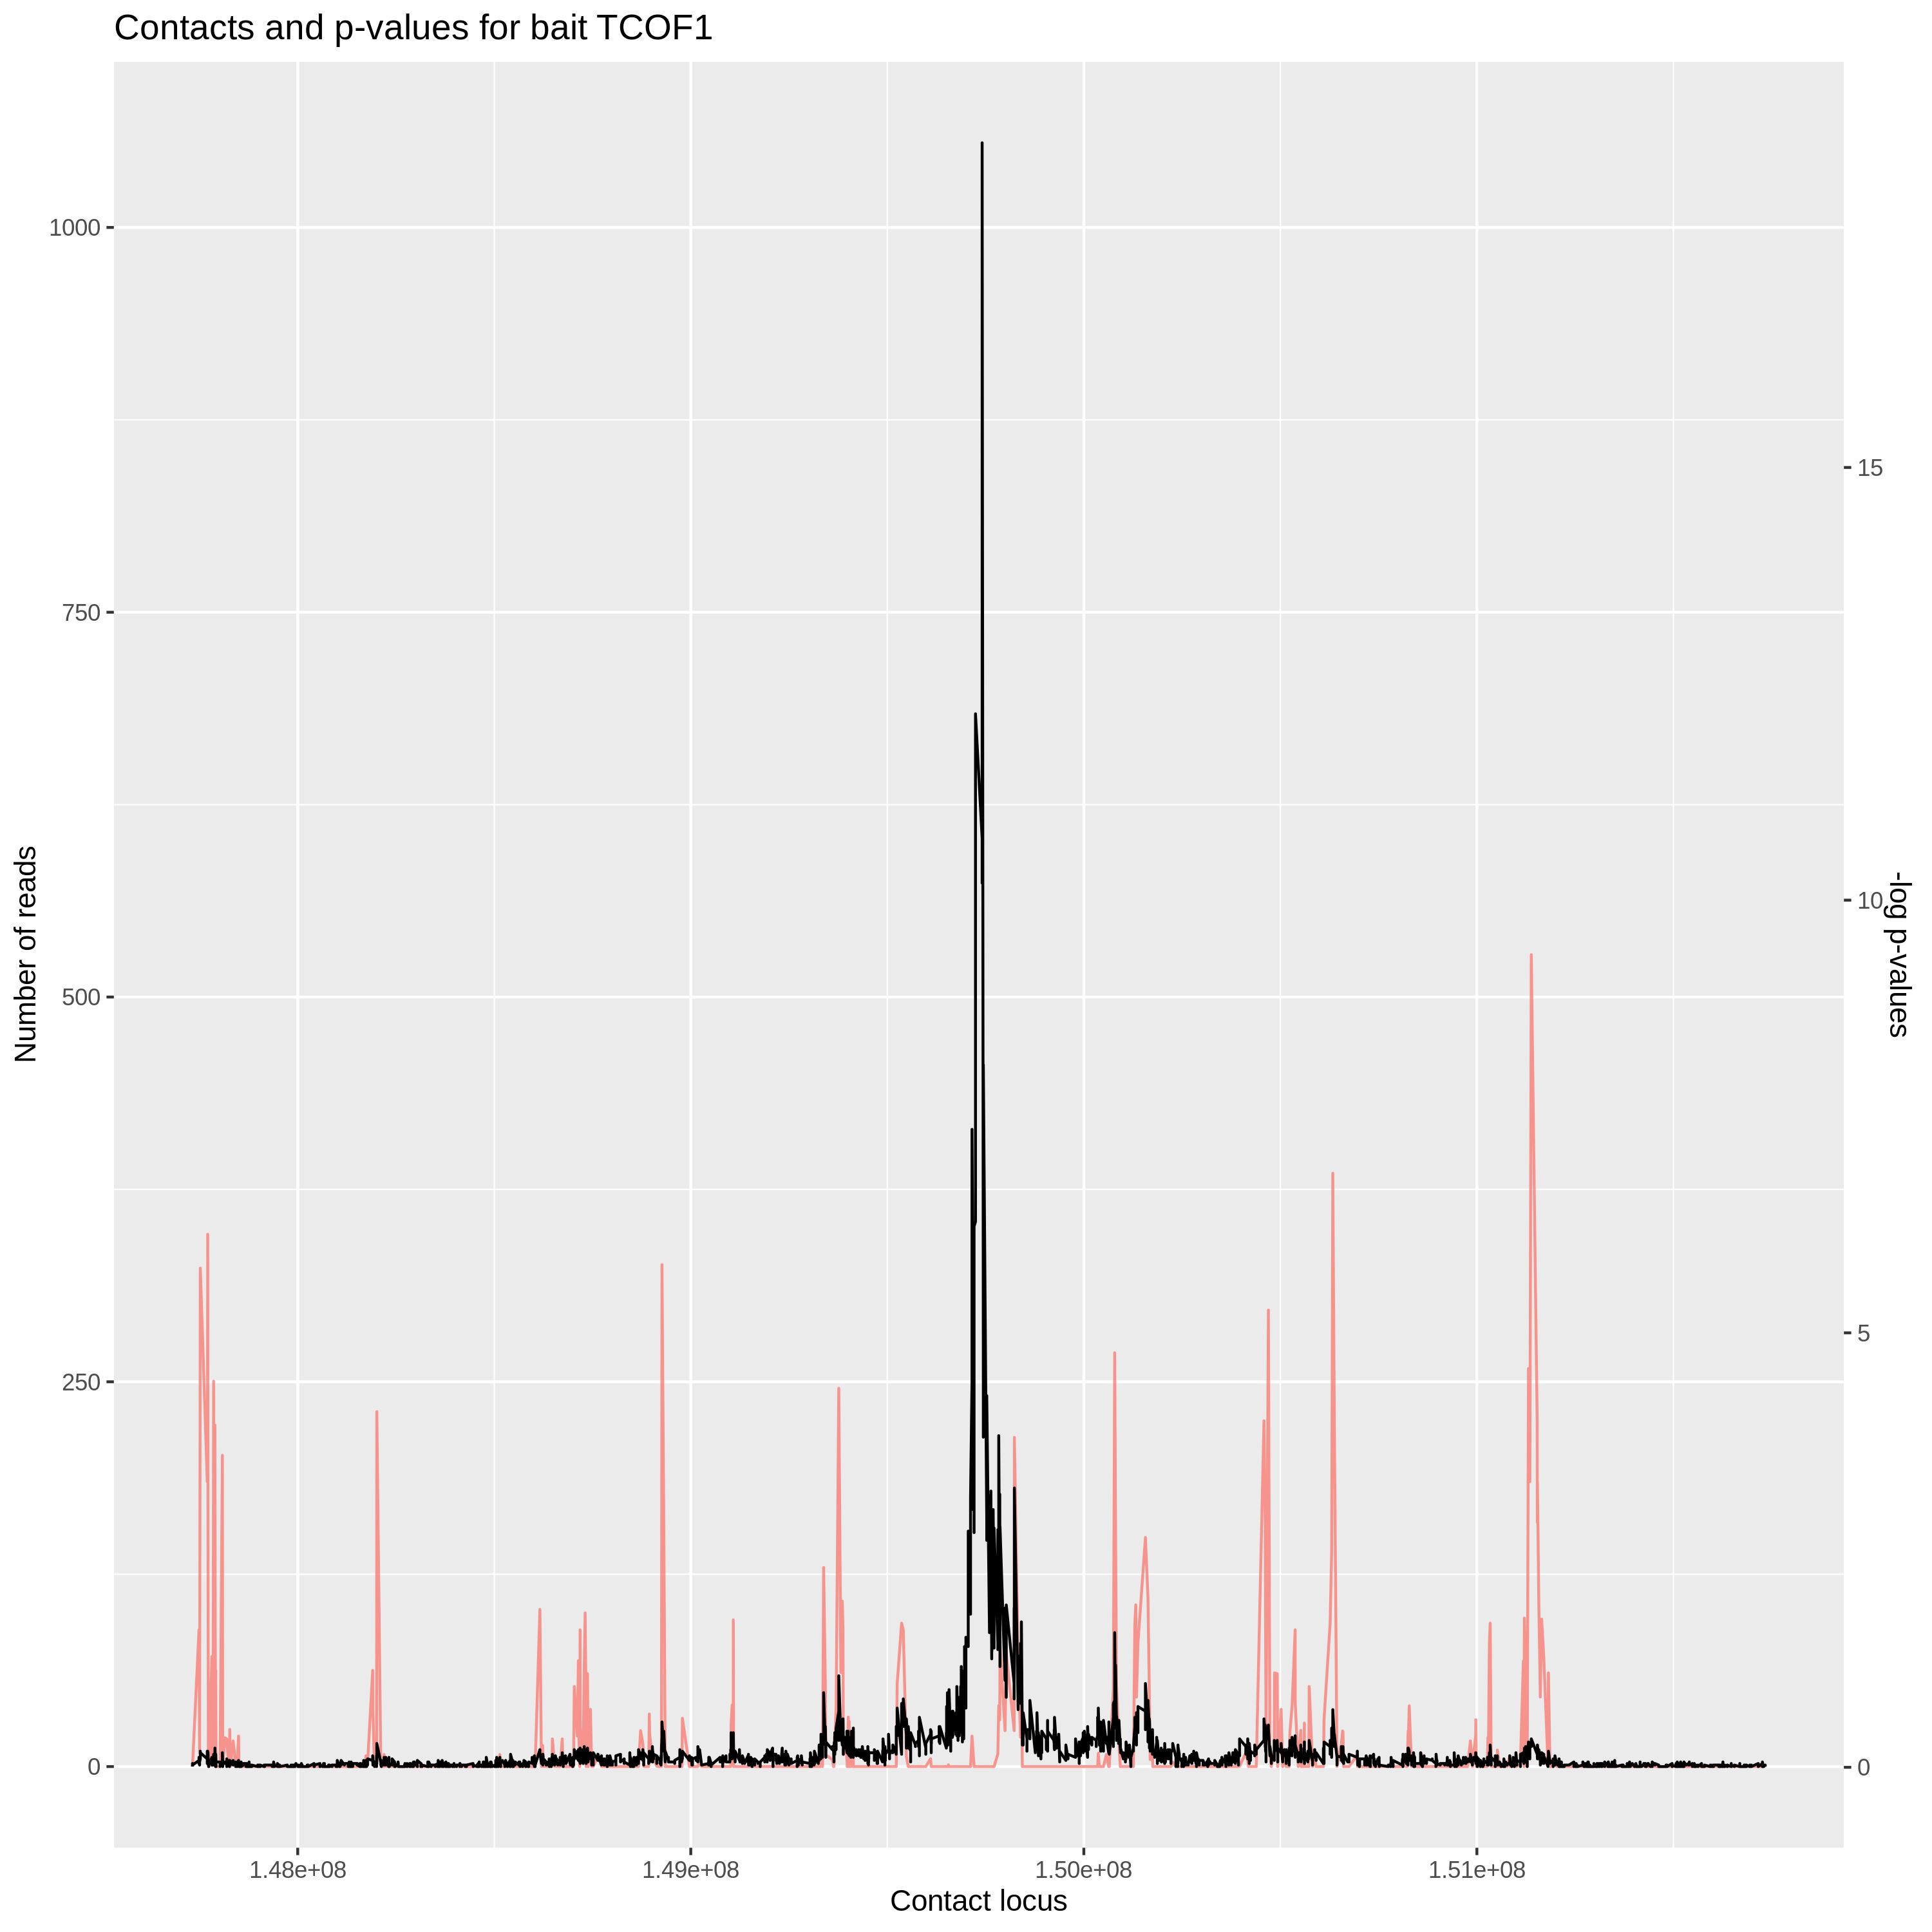 Contacts and p-values for bait TCOF1
1000
750
500
250
0
Number of reads
15
10
5
0
-log p-values
1.48e+08
1.49e+08
1.50e+08
1.51e+08
Contact locus